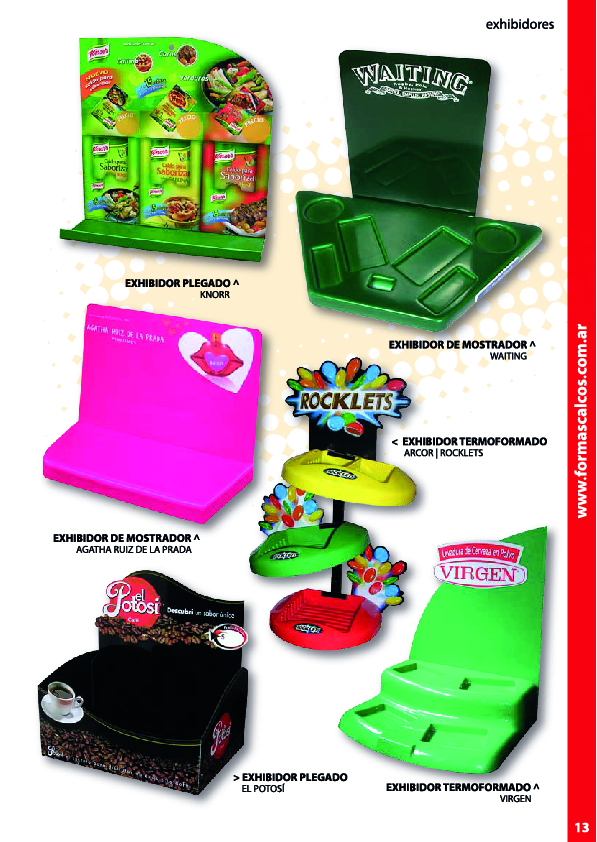 exhibidores
Knorr
EXHIBIDOR PLEGADO ^
KNORR
WAITING
EXHIBIDOR DE MOSTRADOR ^
WAITING
AGATHA RUIZ DE LA PRADA
EXHIBIDOR DE MOSTRADOR ^
AGATHA RUIZ DE LA PRADA
ROCKLETS
< EXHIBIDOR TERMOFORMADO
ARCOR | ROCKLETS
www.formascalcos.com.ar
el
Potosí
Café
Descubrí un sabor único
> EXHIBIDOR PLEGADO
EL POTOSÍ
Levadura de Cerveza en Polvo
VIRGEN
EXHIBIDOR TERMOFORMADO ^
VIRGEN
13